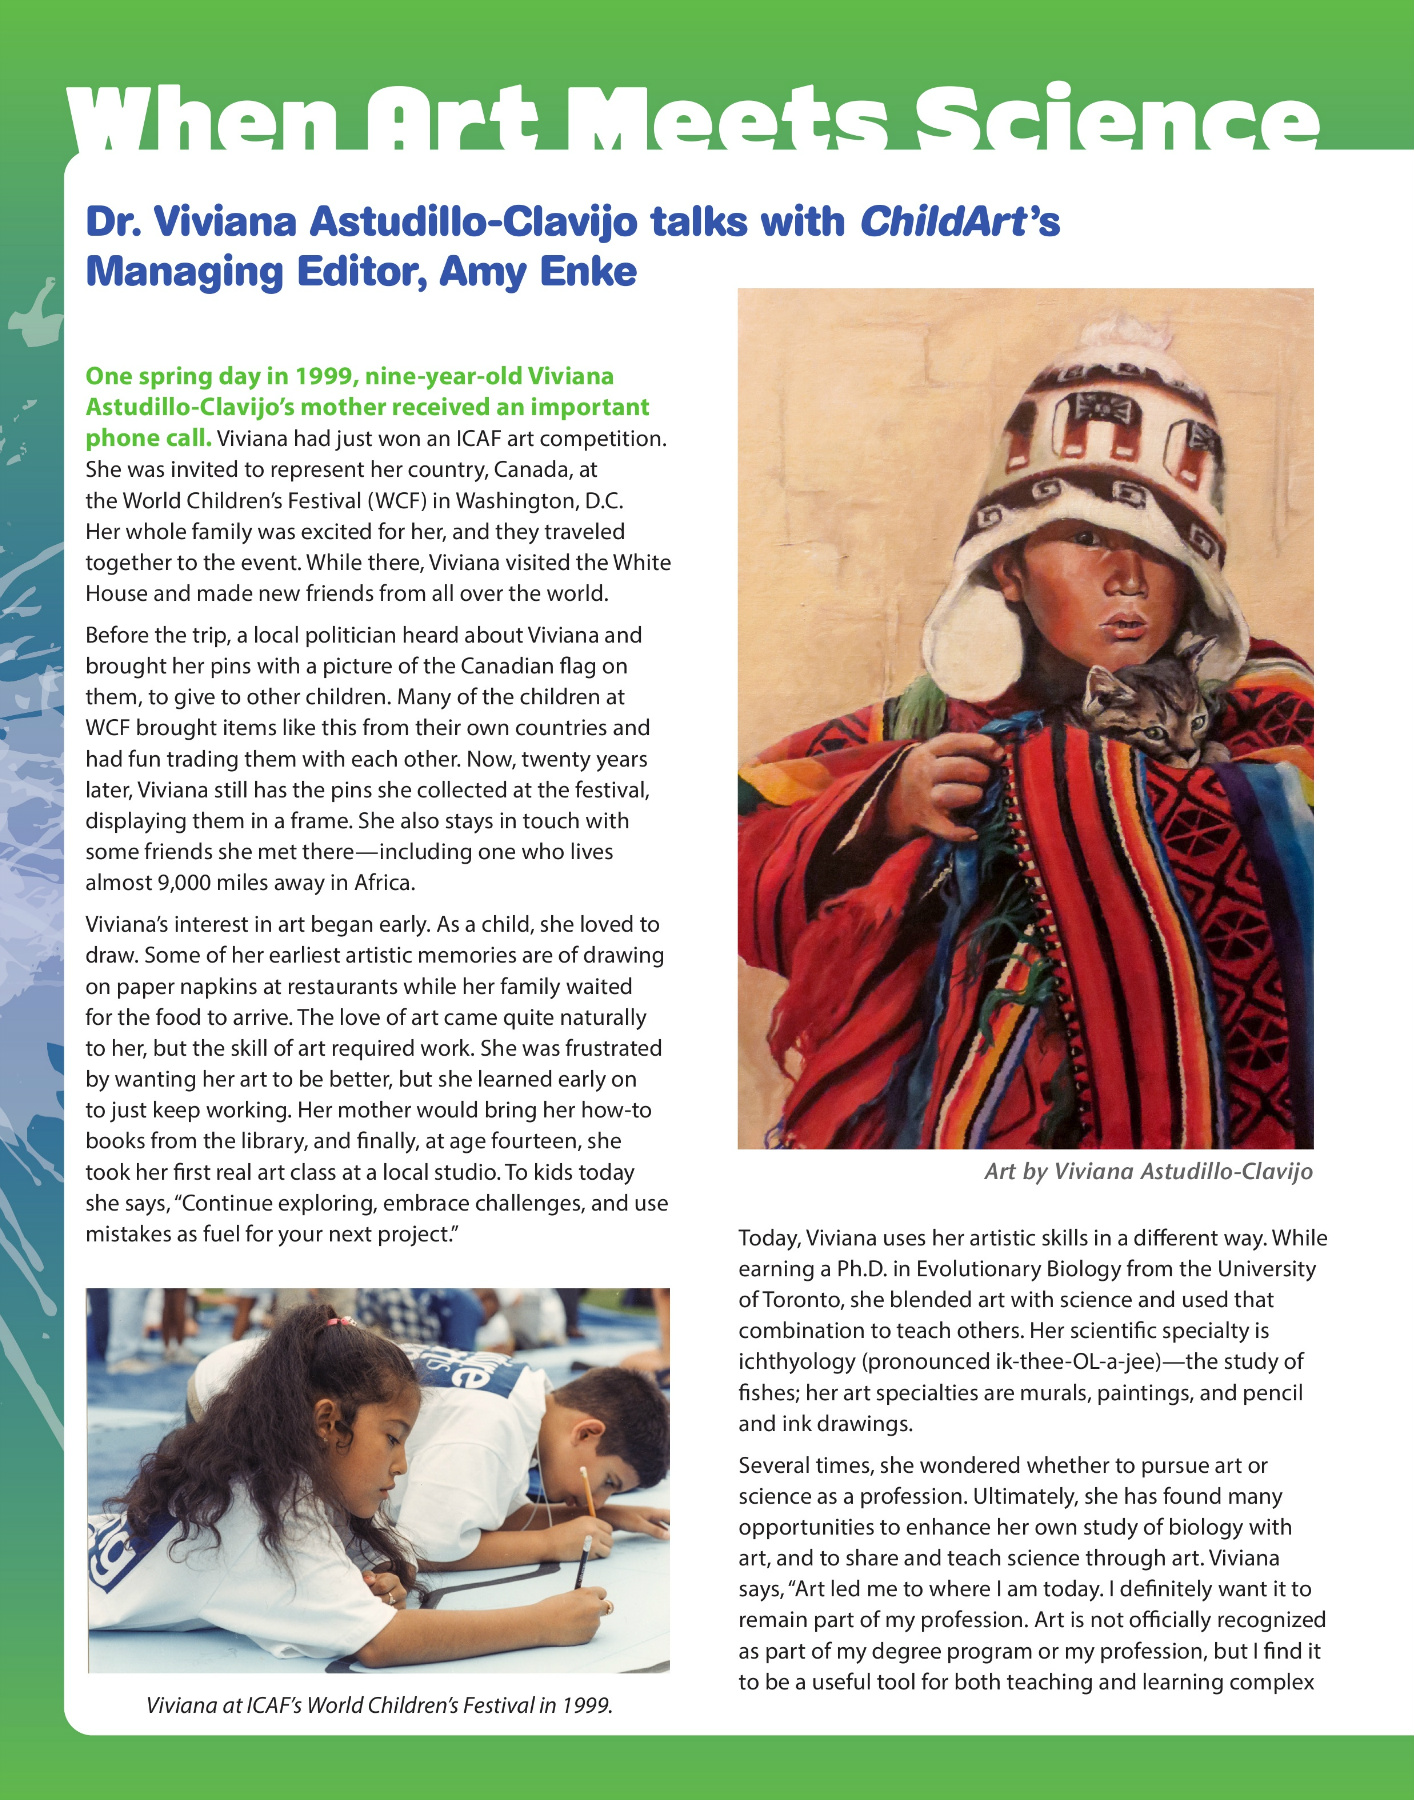 When Art Meets Science
Dr. Viviana Astudillo-Clavijo talks with ChildArt's
Managing Editor, Amy Enke
One spring day in 1999, nine-year-old Viviana
Astudillo-Clavijo’s mother received an important
phone call. Viviana had just won an ICAF art competition.
She was invited to represent her country, Canada, at
the World Children’s Festival (WCF) in Washington, D.C.
Her whole family was excited for her, and they traveled
together to the event. While there, Viviana visited the White
House and made new friends from all over the world.
Before the trip, a local politician heard about Viviana and
brought her pins with a picture of the Canadian flag on
them, to give to other children. Many of the children at
WCF brought items like this from their own countries and
had fun trading them with each other. Now, twenty years
later, Viviana still has the pins she collected at the festival,
displaying them in a frame. She also stays in touch with
some friends she met there—including one who lives
almost 9,000 miles away in Africa.
Viviana’s interest in art began early. As a child, she loved to
draw. Some of her earliest artistic memories are of drawing
on paper napkins at restaurants while her family waited
for the food to arrive. The love of art came quite naturally
to her, but the skill of art required work. She was frustrated
by wanting her art to be better, but she learned early on
to just keep working. Her mother would bring her how-to
books from the library, and finally, at age fourteen, she
took her first real art class at a local studio. To kids today
she says, “Continue exploring, embrace challenges, and use
mistakes as fuel for your next project.”
Viviana at ICAF’s World Children’s Festival in 1999.
Art by Viviana Astudillo-Clavijo
Today, Viviana uses her artistic skills in a different way. While
earning a Ph.D. in Evolutionary Biology from the University
of Toronto, she blended art with science and used that
combination to teach others. Her scientific specialty is
ichthyology (pronounced ik-thee-OL-a-jee)—the study of
fishes; her art specialties are murals, paintings, and pencil
and ink drawings.
Several times, she wondered whether to pursue art or
science as a profession. Ultimately, she has found many
opportunities to enhance her own study of biology with
art, and to share and teach science through art. Viviana
says, “Art led me to where I am today. I definitely want it to
remain part of my profession. Art is not officially recognized
as part of my degree program or my profession, but I find it
to be a useful tool for both teaching and learning complex